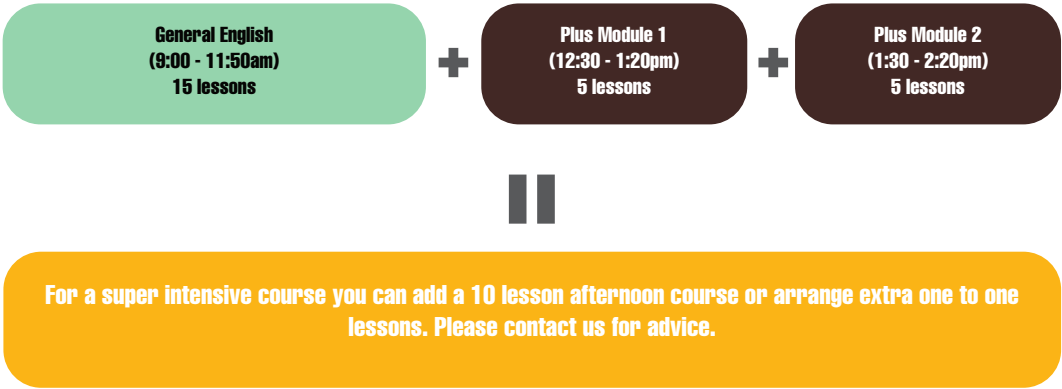 General English
(9:00 - 11:50am)
15 lessons
+
Plus Module 1
(12:30 - 1:20pm)
5 lessons
+
Plus Module 2
(1:30 - 2:20pm)
5 lessons
=
For a super intensive course you can add a 10 lesson afternoon course or arrange extra one to one
lessons. Please contact us for advice.